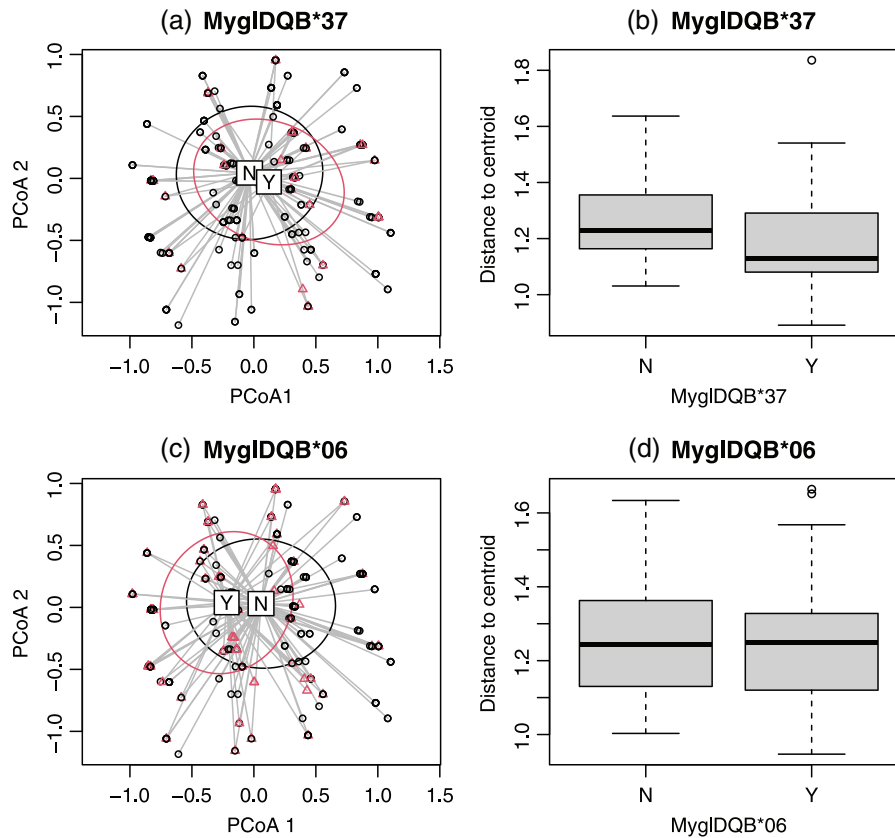 (a) MyglDQB*37
1.0
0.5
0.0
−0.5
−1.0
PCoA 2
N
Y
−1.0 −0.5 0.0 0.5 1.0 1.5
PCoA1
(b) MyglDQB*37
1.8
1.6
1.4
1.2
1.0
Distance to centroid
N Y
MyglDQB*37
(c) MyglDQB*06
1.0
0.5
0.0
−0.5
−1.0
PCoA 2
Y N
−1.0 −0.5 0.0 0.5 1.0 1.5
PCoA 1
(d) MyglDQB*06
1.6
1.4
1.2
1.0
Distance to centroid
N Y
MyglDQB*06